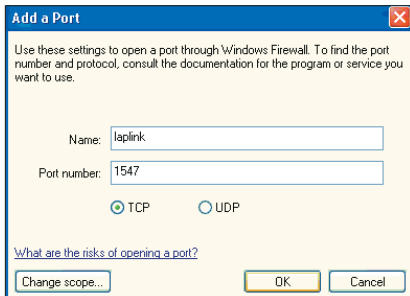 Add a Port
Use these settings to open a port through Windows Firewall. To find the port
number and protocol, consult the documentation for the program or service you
want to use.
Name: laplink
Port number: 1547
TCP UDP
What are the risks of opening a port?
Change scope... OK Cancel